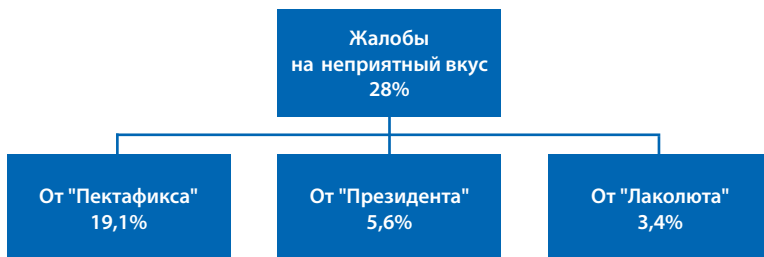 Жалобы
на неприятный вкус
28%
От "Пектафикса"
19,1%
От "Президента"
5,6%
От "Лаколюта"
3,4%